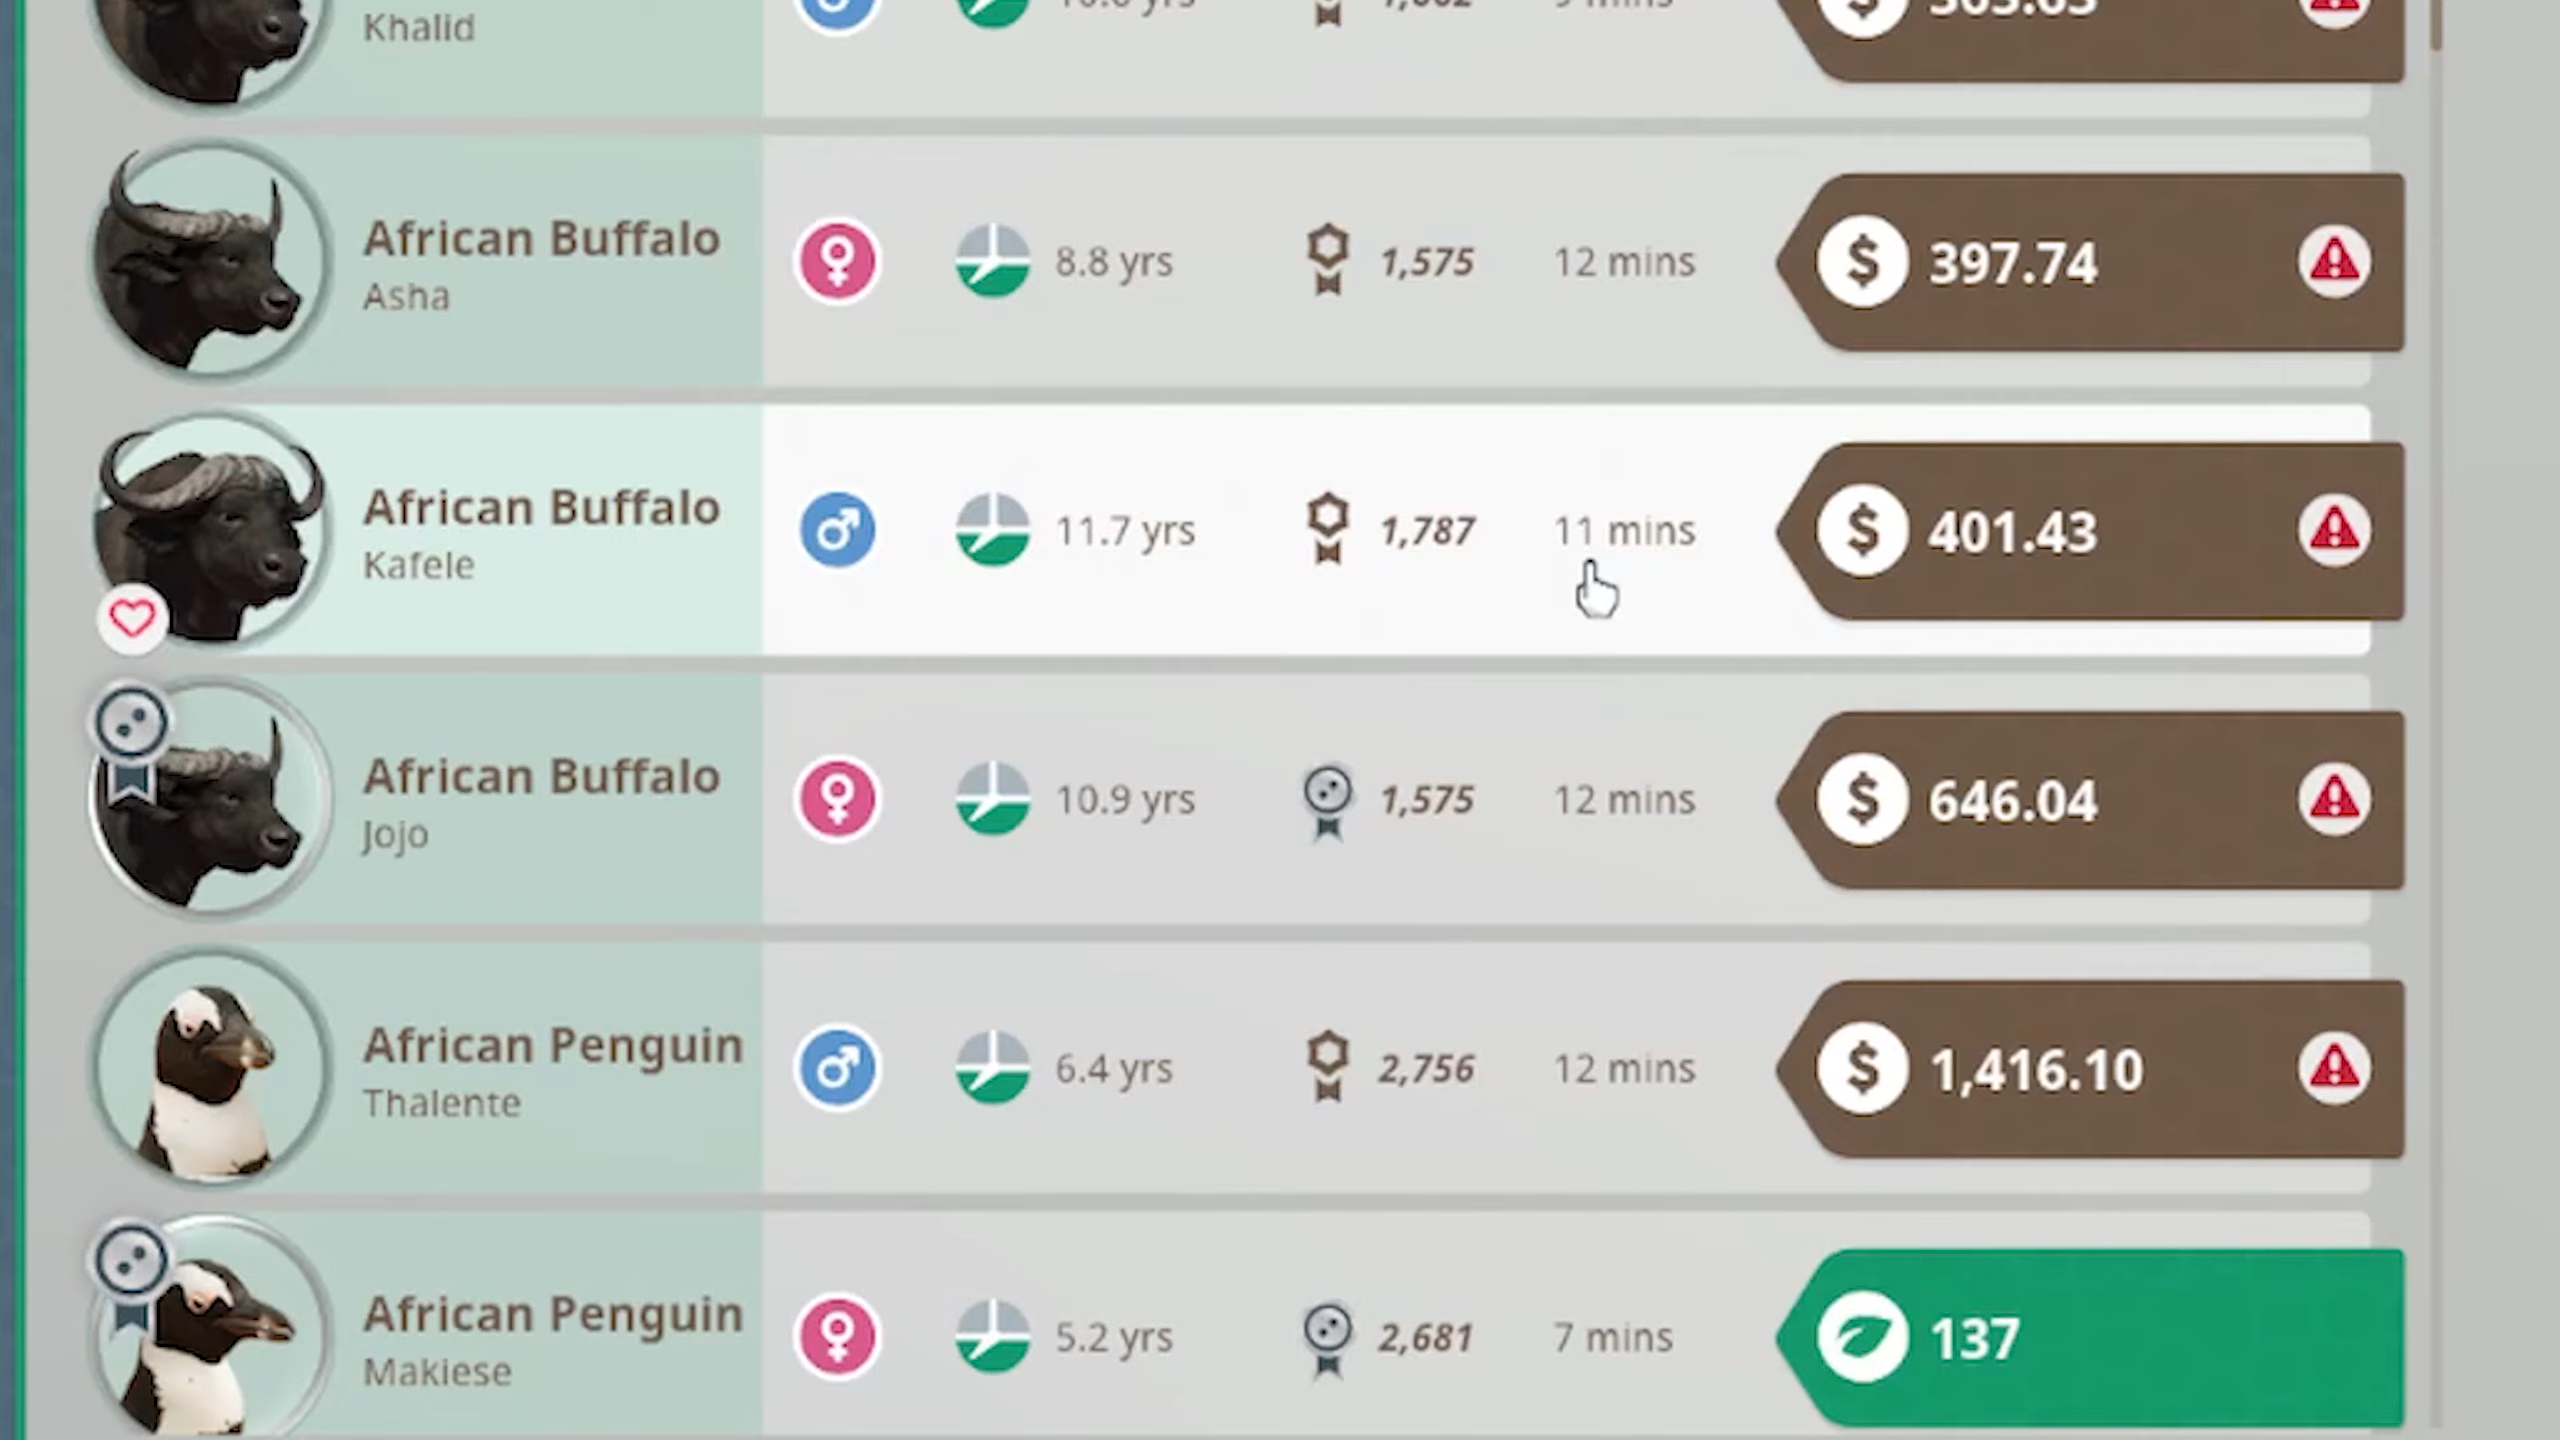 Khalid
African Buffalo
Asha
8.8 yrs
1,575
12 mins
$ 397.74
African Buffalo
Kafele
11.7 yrs
1,787
11 mins
$ 401.43
African Buffalo
Jojo
10.9 yrs
1,575
12 mins
$ 646.04
African Penguin
Thalente
6.4 yrs
2,756
12 mins
$ 1,416.10
African Penguin
Makiese
5.2 yrs
2,681
7 mins
137